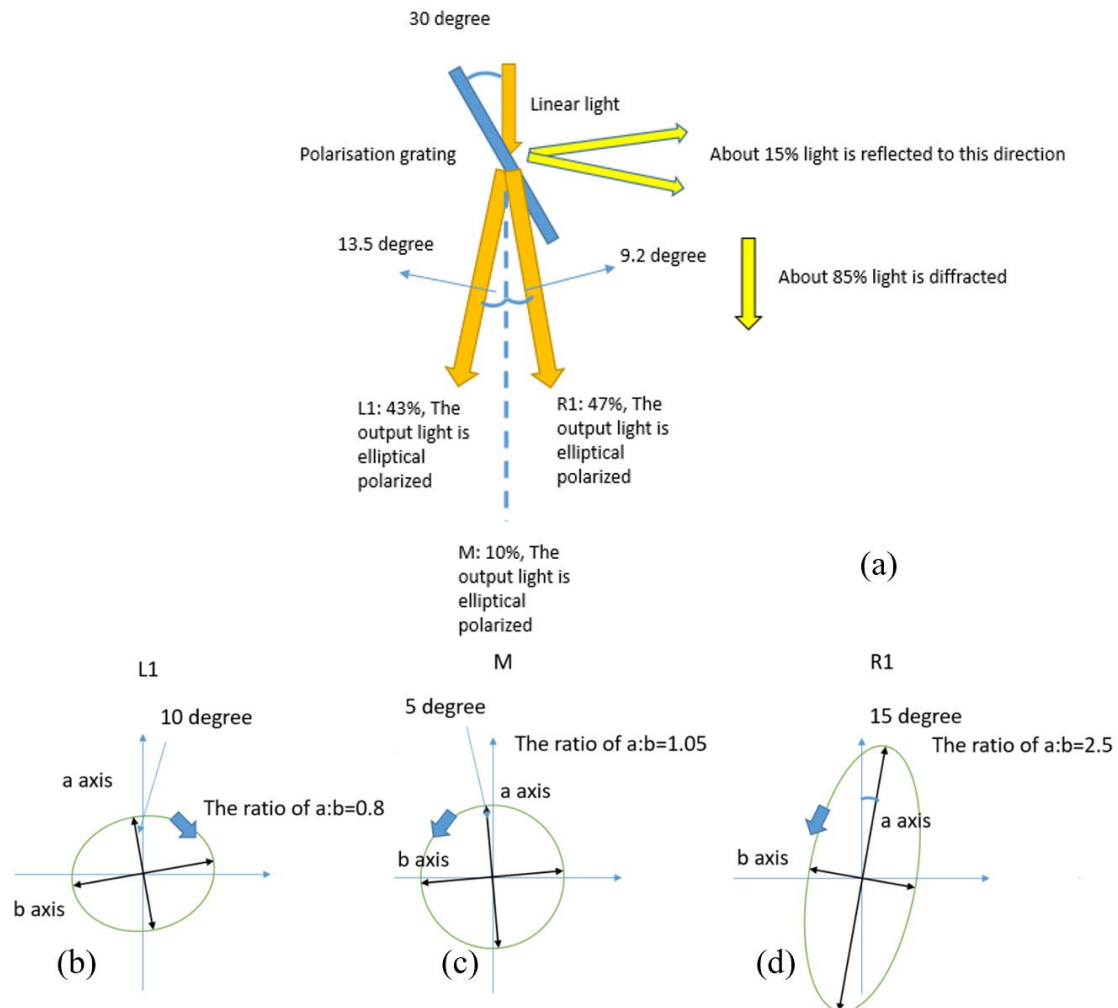 30 degree
Linear light
Polarisation grating
About 15% light is reflected to this direction
13.5 degree
9.2 degree
About 85% light is diffracted
L1: 43%, The
output light is
elliptical
polarized
R1: 47%, The
output light is
elliptical
polarized
M: 10%, The
output light is
elliptical
polarized
(a)
L1
10 degree
a axis
The ratio of a:b=0.8
b axis
(b)
M
5 degree
The ratio of a:b=1.05
a axis
b axis
(c)
R1
15 degree
The ratio of a:b=2.5
a axis
b axis
(d)